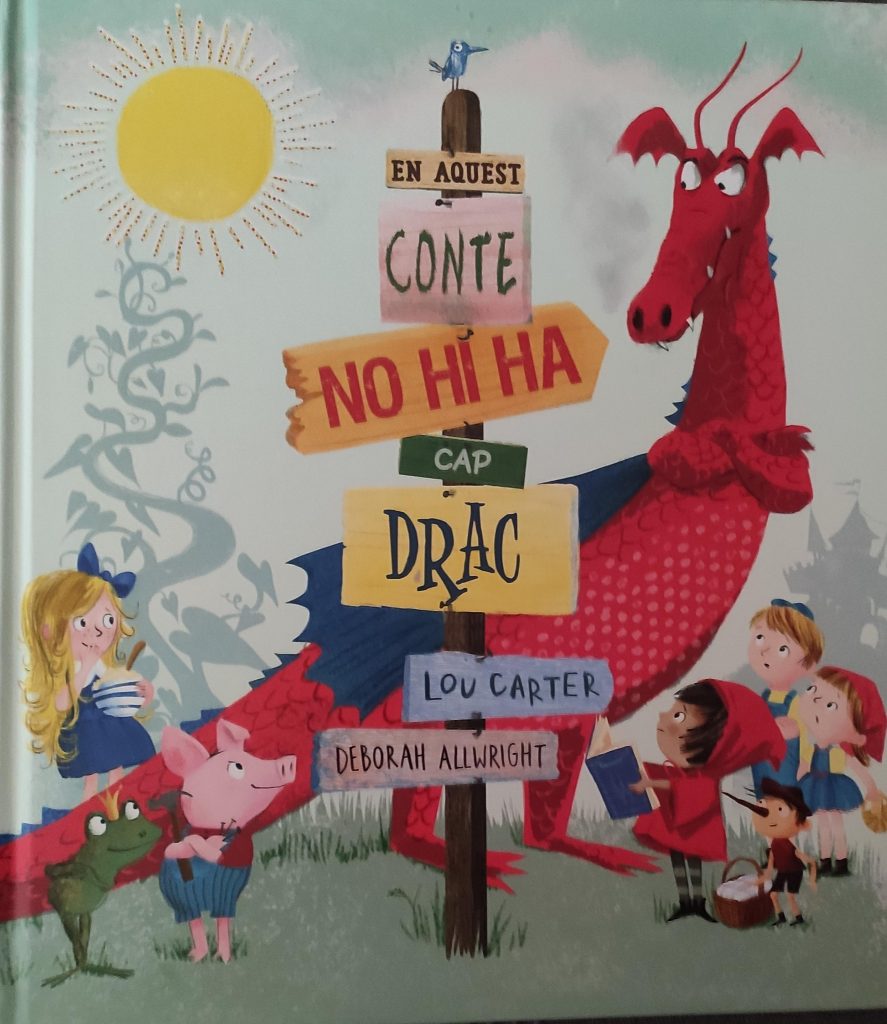 EN AQUEST
CONTE
NO HI HA
CAP
DRAC
LOU CARTER
DEBORAH ALLWRIGHT